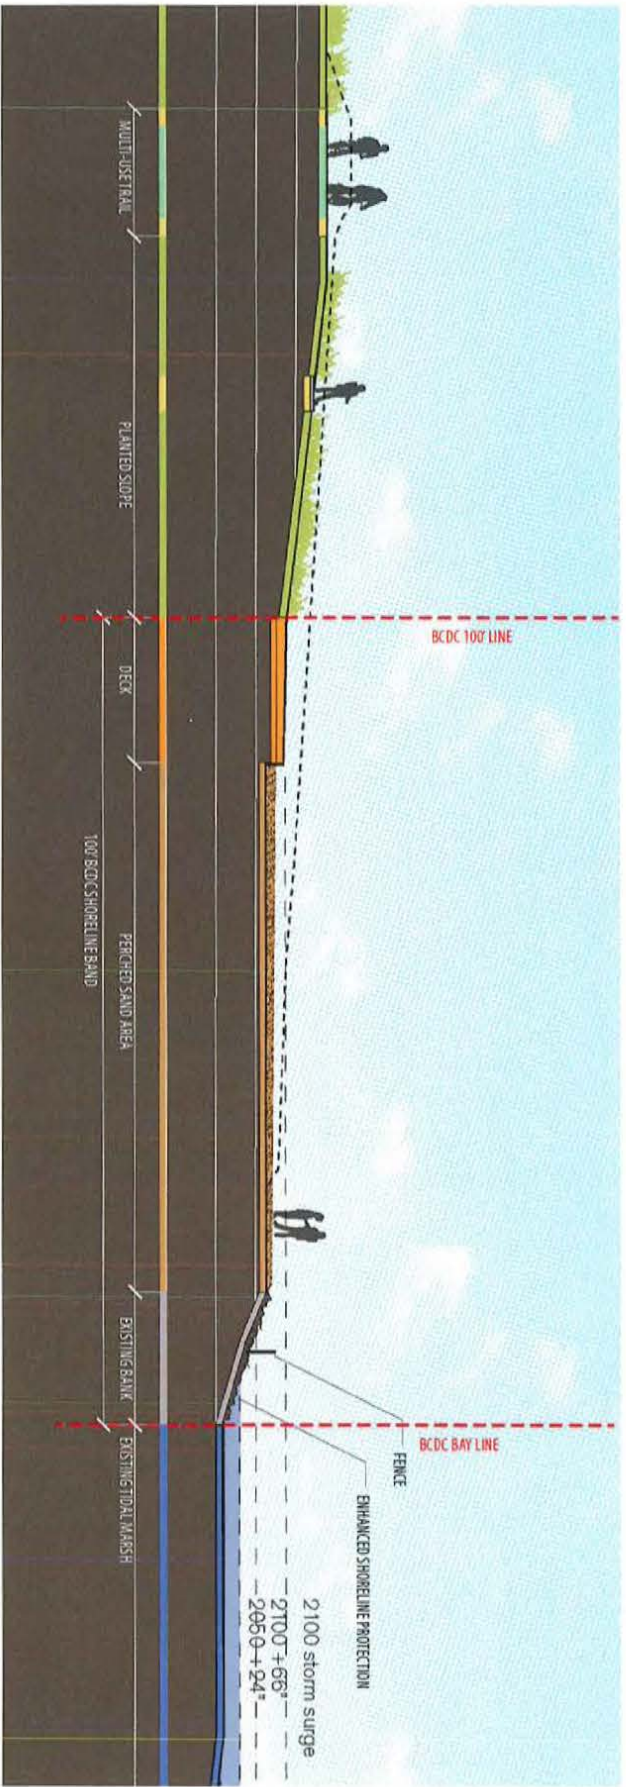 MULTI-USE TRAIL
PLANTED SLOPE
DECK
PERCHED SAND AREA
EXISTING BANK
EXISTING TIDAL MARSH
100' BCDC SHORELINE BAND
BCDC 100' LINE
BCDC BAY LINE
FENCE
ENHANCED SHORELINE PROTECTION
2100 storm surge
2100 +66"
2050 +24"